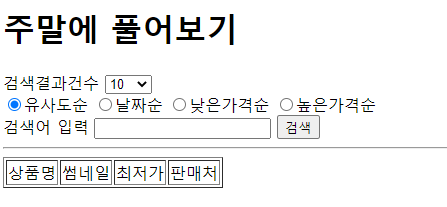 주말에 풀어보기
검색결과건수 10
유사도순 날짜순 낮은가격순 높은가격순
검색어 입력 검색
상품명 썸네일 최저가 판매처